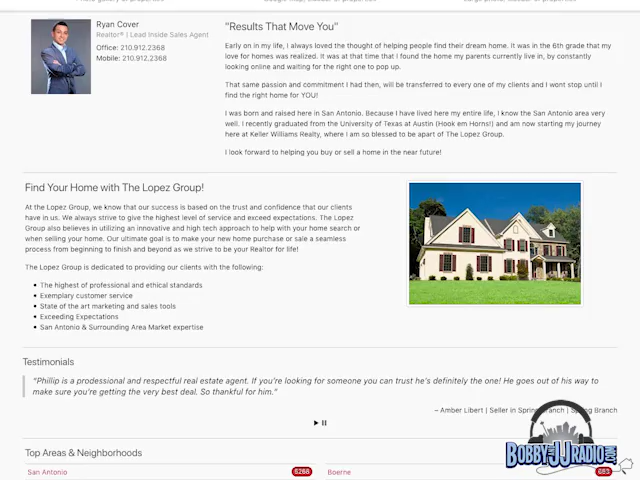 Ryan Cover
Realtor® | Lead Inside Sales Agent
Office: 210.912.2368
Mobile: 210.912.2368
"Results That Move You"
Early on in my life, I always loved the thought of helping people find their dream home. It was in the 6th grade that my
love for homes was realized. It was at that time that I found the home my parents currently live in, by constantly
looking online and waiting for the right one to pop up.
That same passion and commitment I had then, will be transferred to every one of my clients and I wont stop until I
find the right home for YOU!
I was born and raised here in San Antonio. Because I have lived here my entire life, I know the San Antonio area very
well. I recently graduated from the University of Texas at Austin (Hook em Horns!) and am now starting my journey
here at Keller Williams Realty, where I am so blessed to be apart of The Lopez Group.
I look forward to helping you buy or sell a home in the near future!
Find Your Home with The Lopez Group!
At the Lopez Group, we know that our success is based on the trust and confidence that our clients
have in us. We always strive to give the highest level of service and exceed expectations. The Lopez
Group also believes in utilizing an innovative and high tech approach to help with your home search or
when selling your home. Our ultimate goal is to make your new home purchase or sale a seamless
process from beginning to finish and beyond as we strive to be your Realtor for life!
The Lopez Group is dedicated to providing our clients with the following:
• The highest of professional and ethical standards
• Exemplary customer service
• State of the art marketing and sales tools
• Exceeding Expectations
• San Antonio & Surrounding Area Market expertise
Testimonials
"Phillip is a prodessional and respectful real estate agent. If you're looking for someone you can trust he's definitely the one! He goes out of his way to
make sure you're getting the very best deal. So thankful for him."
– Amber Libert | Seller in Spring Branch | Spring Branch
Top Areas & Neighborhoods
San Antonio 8268
Boerne 683
BOBBY JJRADIO.COM